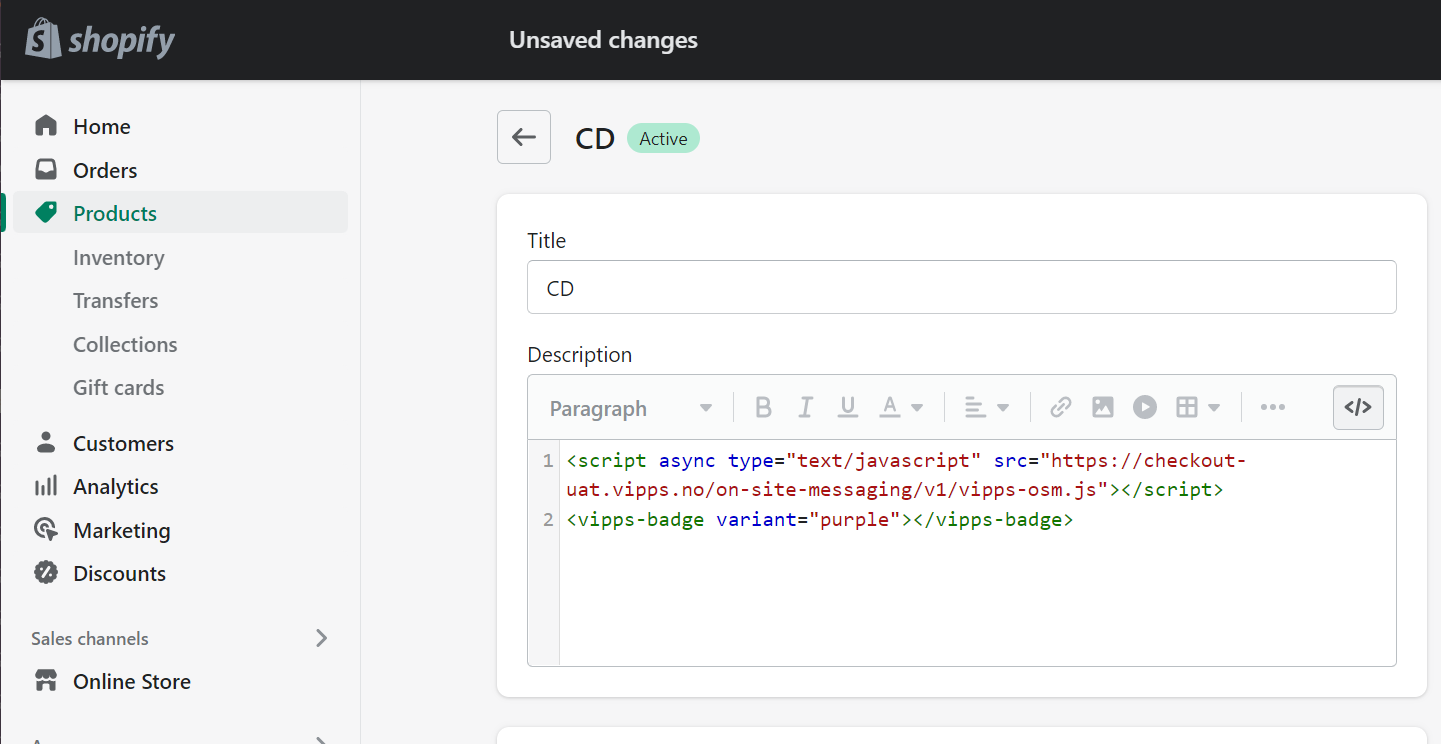 shopify
Unsaved changes
Home
Orders
Products
Inventory
Transfers
Collections
Gift cards
Customers
Analytics
Marketing
Discounts
Sales channels
Online Store
CD Active
Title
CD
Description
Paragraph B I U A </>
1 <script async type="text/javascript" src="https://checkout-
uat.vipps.no/on-site-messaging/v1/vipps-osm.js"></script>
2 <vipps-badge variant="purple"></vipps-badge>